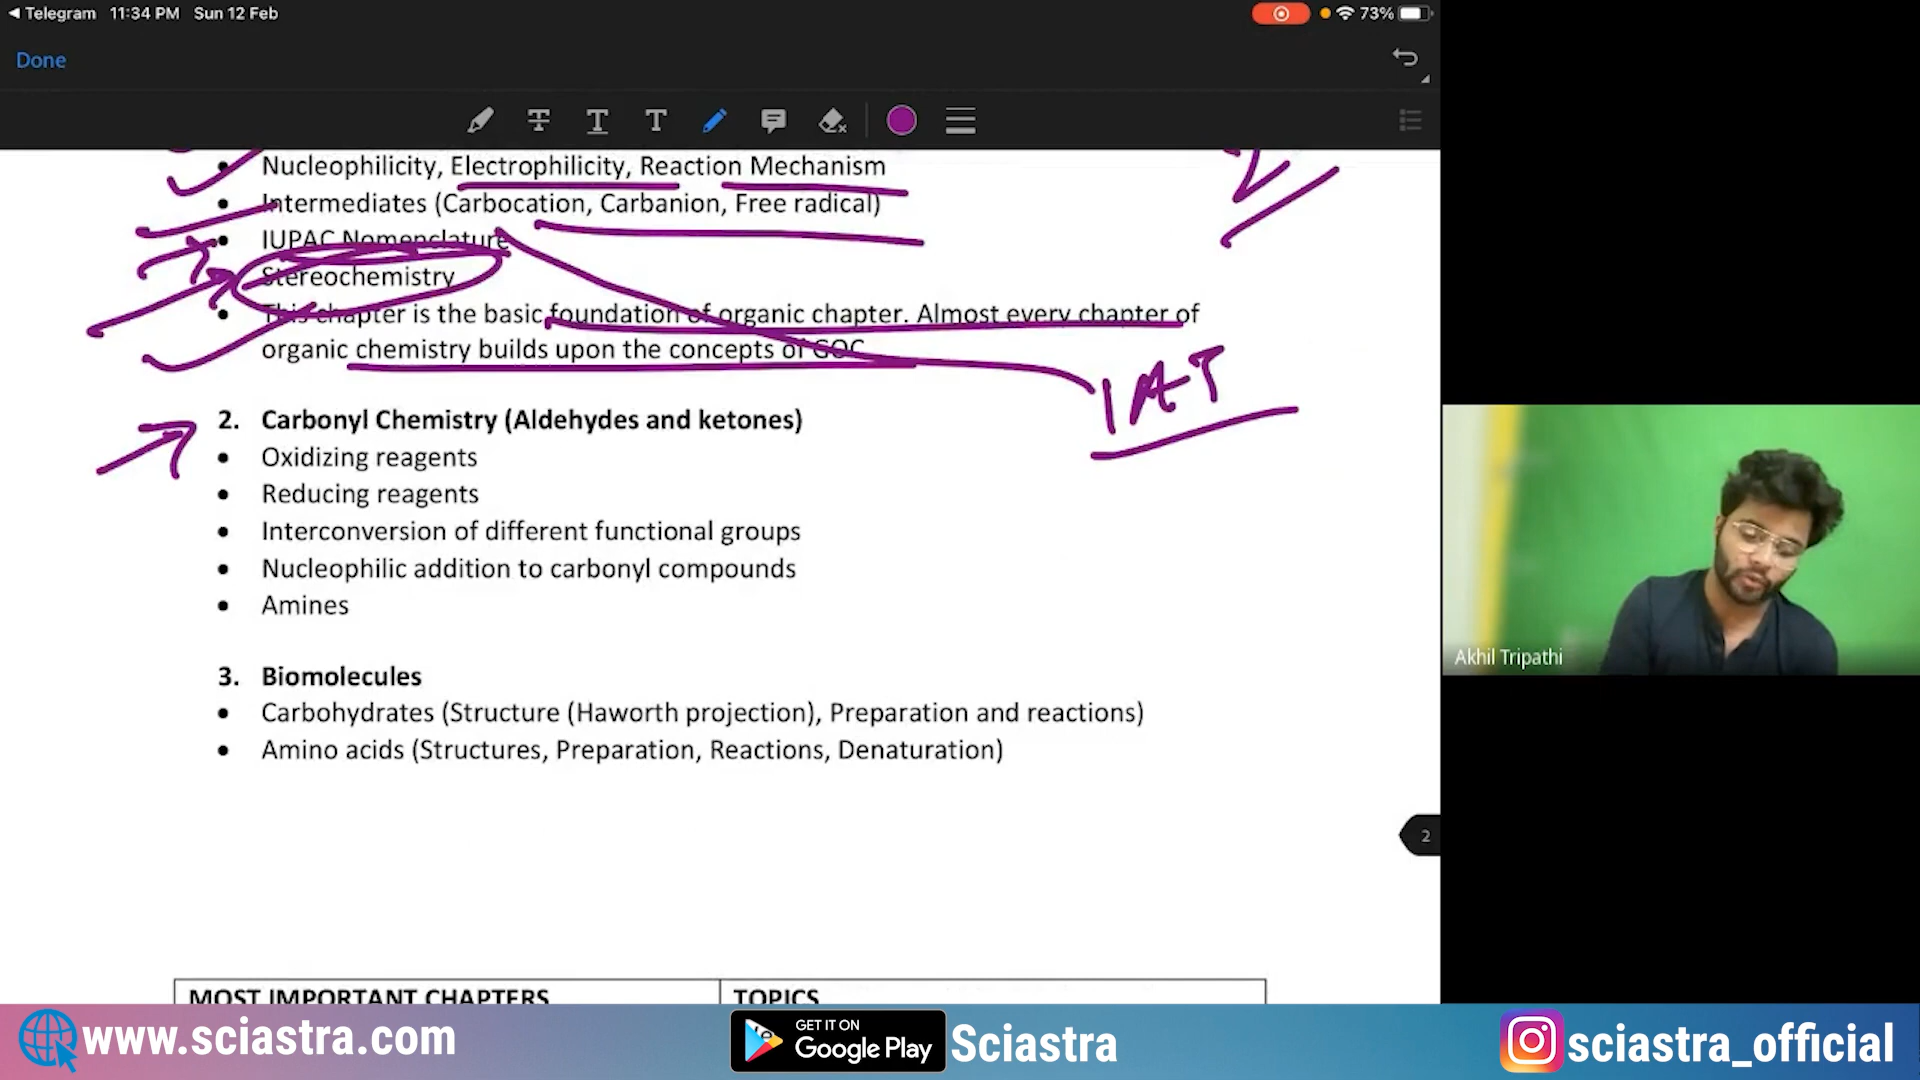 Telegram 11:34 PM Sun 12 Feb 73%
Done
Nucleophilicity, Electrophilicity, Reaction Mechanism
Intermediates (Carbocation, Carbanion, Free radical)
IUPAC Nomenclature
Stereochemistry
This chapter is the basic foundation of organic chapter. Almost every chapter of
organic chemistry builds upon the concepts of GOC
IAT
2. Carbonyl Chemistry (Aldehydes and ketones)
Oxidizing reagents
Reducing reagents
Interconversion of different functional groups
Nucleophilic addition to carbonyl compounds
Amines
Akhil Tripathi
3. Biomolecules
Carbohydrates (Structure (Haworth projection), Preparation and reactions)
Amino acids (Structures, Preparation, Reactions, Denaturation)
2
MOST IMPORTANT CHAPTERS TOPICS
www.sciastra.com
GET IT ON
Google Play
Sciastra
sciastra_official